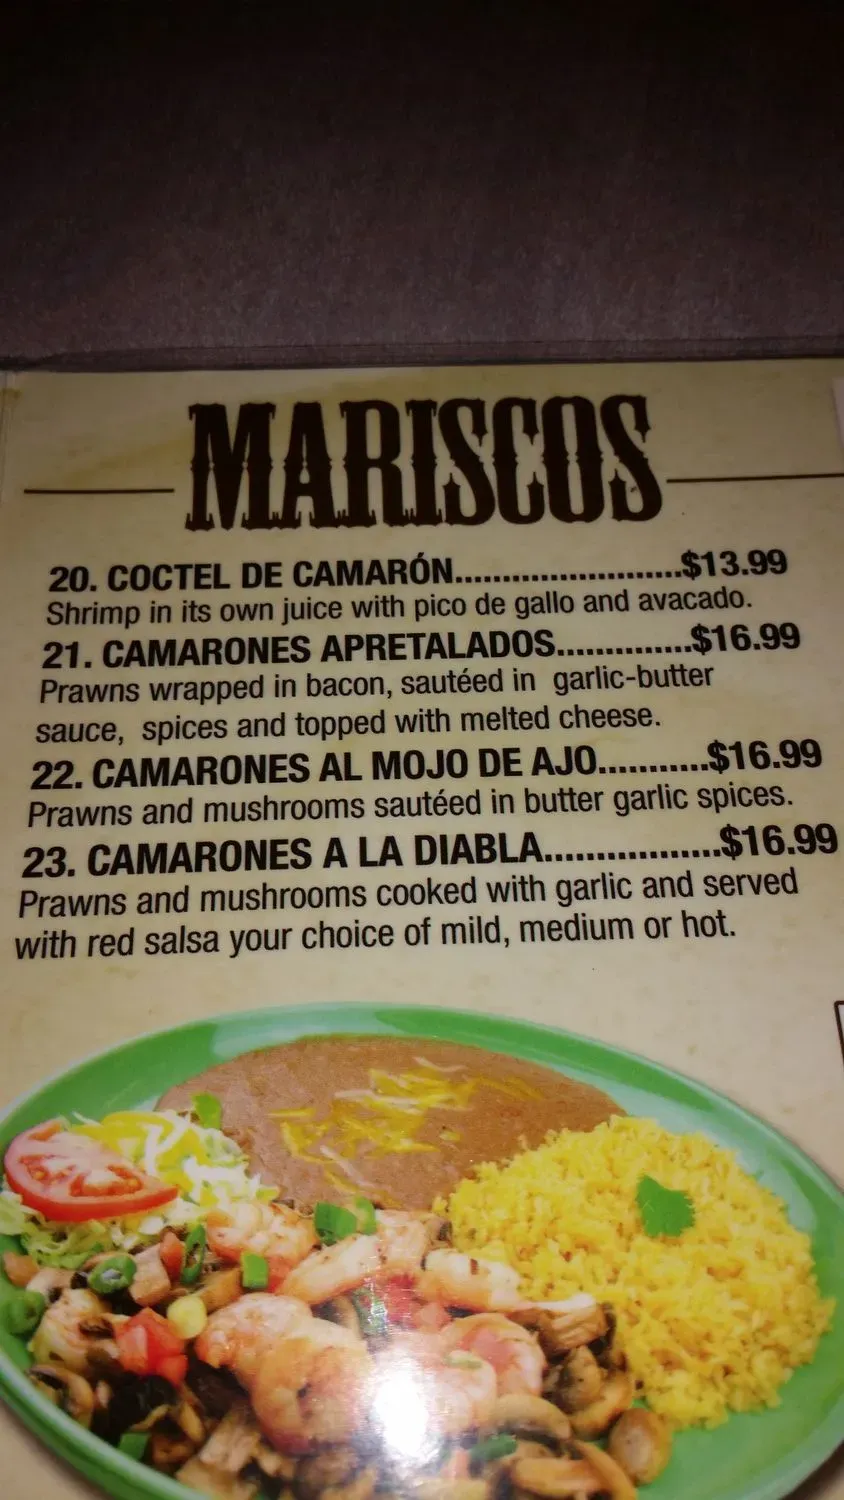 MARISCOS
20. COCTEL DE CAMARÓN........................$13.99
Shrimp in its own juice with pico de gallo and avacado.
21. CAMARONES APRETALADOS..............$16.99
Prawns wrapped in bacon, sautéed in garlic-butter
sauce, spices and topped with melted cheese.
22. CAMARONES AL MOJO DE AJO...........$16.99
Prawns and mushrooms sautéed in butter garlic spices.
23. CAMARONES A LA DIABLA.................$16.99
Prawns and mushrooms cooked with garlic and served
with red salsa your choice of mild, medium or hot.